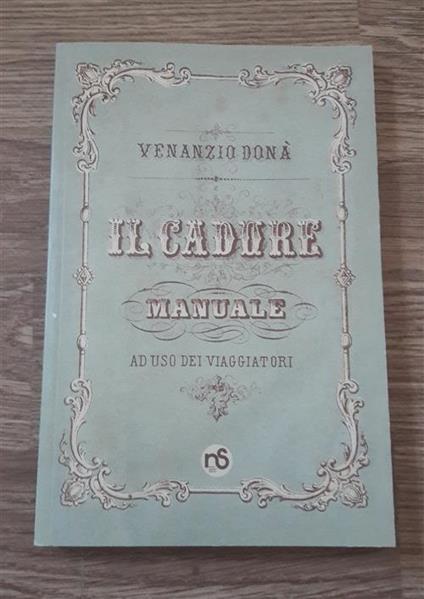 VENANZIO DONÀ
IL CADORE
MANUALE
AD USO DEI VIAGGIATORI
nS